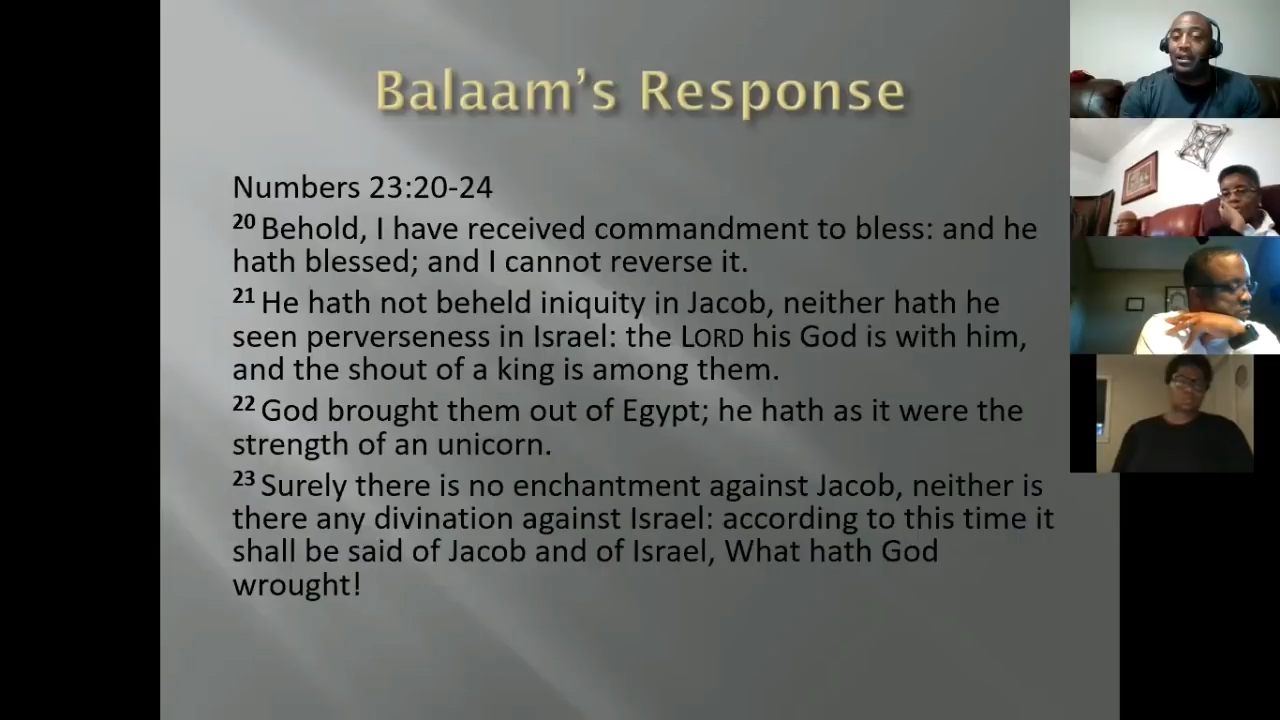 Balaam’s Response
Numbers 23:20-24
20 Behold, I have received commandment to bless: and he
hath blessed; and I cannot reverse it.
21 He hath not beheld iniquity in Jacob, neither hath he
seen perverseness in Israel: the LORD his God is with him,
and the shout of a king is among them.
22 God brought them out of Egypt; he hath as it were the
strength of an unicorn.
23 Surely there is no enchantment against Jacob, neither is
there any divination against Israel: according to this time it
shall be said of Jacob and of Israel, What hath God
wrought!